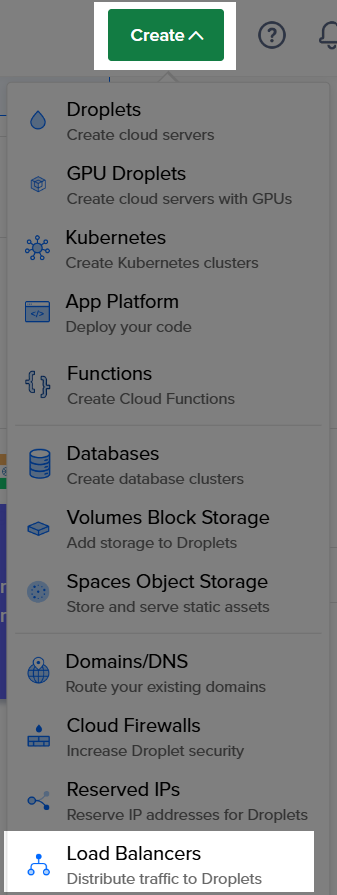 Create
Droplets
Create cloud servers
GPU Droplets
Create cloud servers with GPUs
Kubernetes
Create Kubernetes clusters
App Platform
Deploy your code
Functions
Create Cloud Functions
Databases
Create database clusters
Volumes Block Storage
Add storage to Droplets
Spaces Object Storage
Store and serve static assets
Domains/DNS
Route your existing domains
Cloud Firewalls
Increase Droplet security
Reserved IPs
Reserve IP addresses for Droplets
Load Balancers
Distribute traffic to Droplets